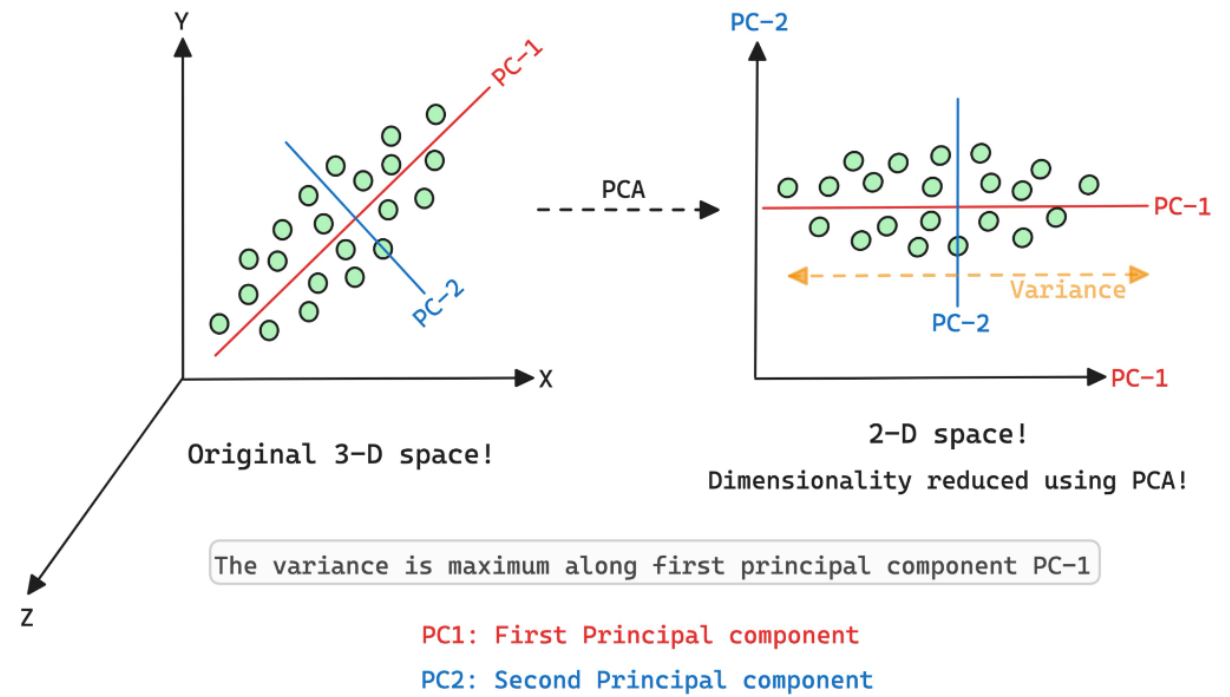 Y
PC-1
PC-2
X
Z
Original 3-D space!
PCA
PC-2
PC-1
Variance
PC-2
PC-1
2-D space!
Dimensionality reduced using PCA!
The variance is maximum along first principal component PC-1
PC1: First Principal component
PC2: Second Principal component